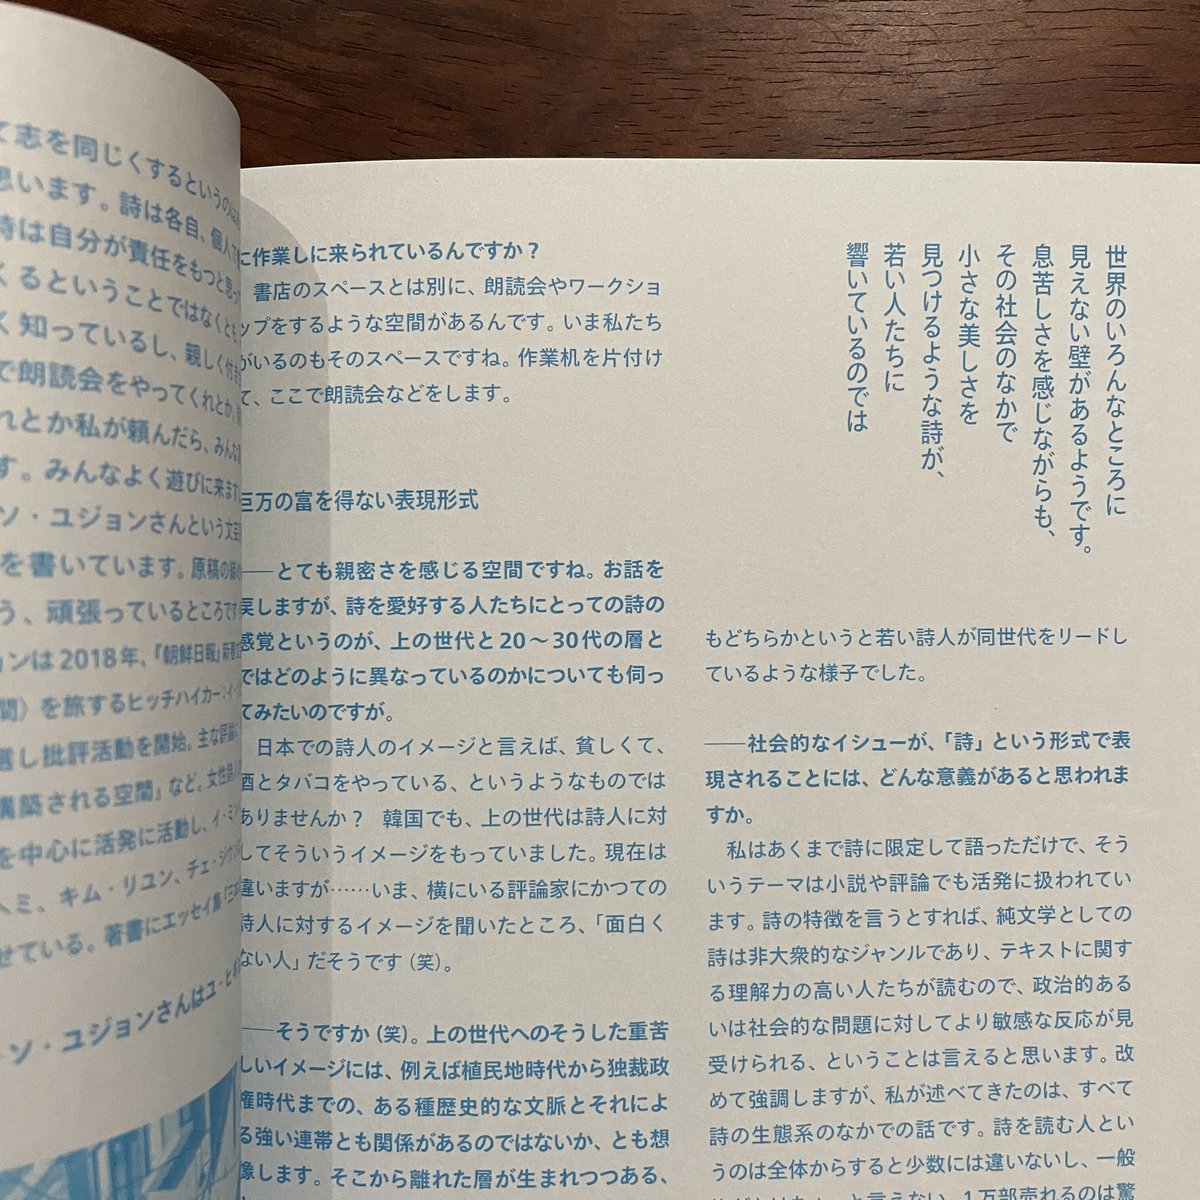 て志を同じくするというのは
思います。詩は各自、個人
詩は自分が責任をもつと思っ
くるということではなくとも
く知っているし、親しく付き
で朗読会をやってくれとか、
れとか私が頼んだら、みんな
す。みんなよく遊びに来ます
ソ・ユジョンさんという文芸
を書いています。原稿の
う、頑張っているところです
ョンは2018年、『朝鮮日報』新春
間）を旅するヒッチハイカー：イ・
選し批評活動を開始。主な評論
構築される空間」など。女性
を中心に活発に活動し、イ・ミン
ヘミ、キム・リユン、チェ・ジウン
せている。著書にエッセイ集
ソ・ユジョンさんはユ・ヒ
に作業しに来られているんですか？
書店のスペースとは別に、朗読会やワークショ
ップをするような空間があるんです。いま私たち
がいるのもそのスペースですね。作業机を片付け
て、ここで朗読会などをします。
巨万の富を得ない表現形式
――とても親密さを感じる空間ですね。お話を
戻しますが、詩を愛好する人たちにとっての詩の
感覚というのが、上の世代と20〜30代の層と
ではどのように異なっているのかについても伺っ
てみたいのですが。
日本での詩人のイメージと言えば、貧しくて、
酒とタバコをやっている、というようなものでは
ありませんか？　韓国でも、上の世代は詩人に対
してそういうイメージをもっていました。現在は
違いますが……いま、横にいる評論家にかつての
詩人に対するイメージを聞いたところ、「面白く
ない人」だそうです（笑）。
――そうですか（笑）。上の世代へのそうした重苦
しいイメージには、例えば植民地時代から独裁政
権時代までの、ある種歴史的な文脈とそれによ
る強い連帯とも関係があるのではないか、とも想
像します。そこから離れた層が生まれつつある、
世界のいろんなところに
見えない壁があるようです。
息苦しさを感じながらも、
その社会のなかで
小さな美しさを
見つけるような詩が、
若い人たちに
響いているのでは
もどちらかというと若い詩人が同世代をリードし
ているような様子でした。
――社会的なイシューが、「詩」という形式で表
現されることには、どんな意義があると思われま
すか。
私はあくまで詩に限定して語っただけで、そう
いうテーマは小説や評論でも活発に扱われてい
ます。詩の特徴を言うとすれば、純文学としての
詩は非大衆的なジャンルであり、テキストに関す
る理解力の高い人たちが読むので、政治的ある
いは社会的な問題に対してより敏感な反応が見
受けられる、ということは言えると思います。改
めて強調しますが、私が述べてきたのは、すべて
詩の生態系のなかでの話です。詩を読む人とい
うのは全体からすると少数には違いないし、一般
と言えない。1万部売れるのは驚